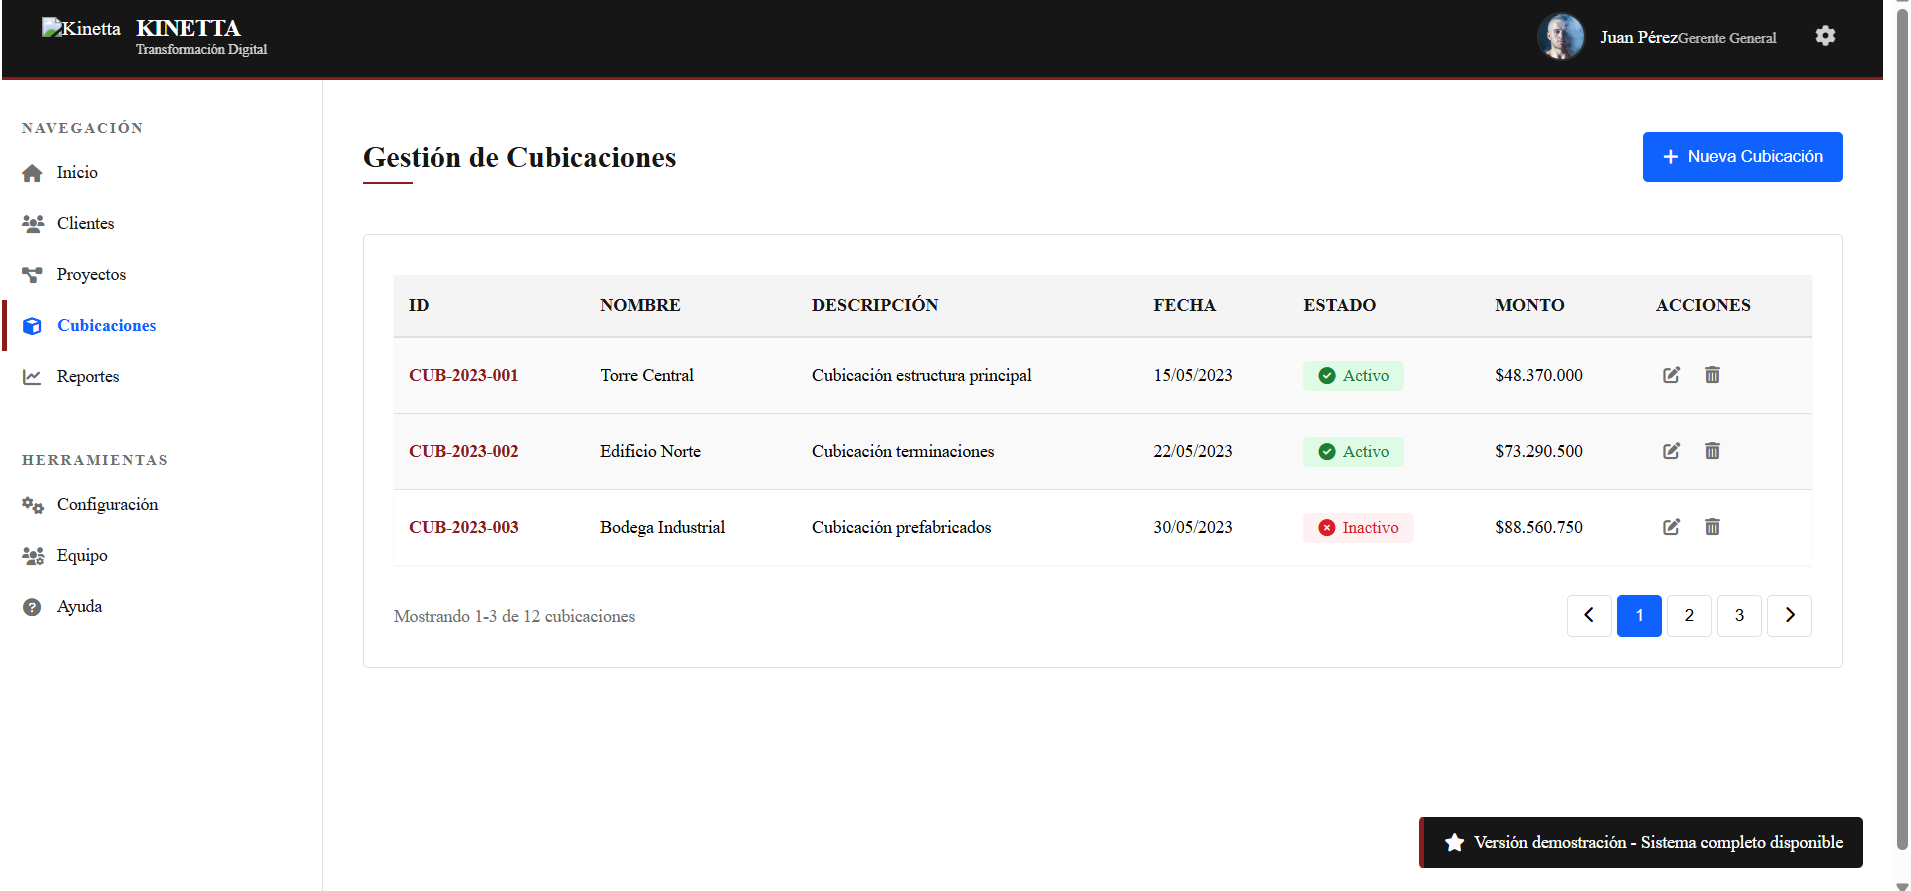 Kinetta
KINETTA
Transformación Digital
Juan Pérez Gerente General
NAVEGACIÓN
Inicio
Clientes
Proyectos
Cubicaciones
Reportes
HERRAMIENTAS
Configuración
Equipo
Ayuda
Gestión de Cubicaciones
+ Nueva Cubicación
ID NOMBRE DESCRIPCIÓN FECHA ESTADO MONTO ACCIONES
CUB-2023-001 Torre Central Cubicación estructura principal 15/05/2023 Activo $48.370.000
CUB-2023-002 Edificio Norte Cubicación terminaciones 22/05/2023 Activo $73.290.500
CUB-2023-003 Bodega Industrial Cubicación prefabricados 30/05/2023 Inactivo $88.560.750
Mostrando 1-3 de 12 cubicaciones
1 2 3
Versión demostración - Sistema completo disponible